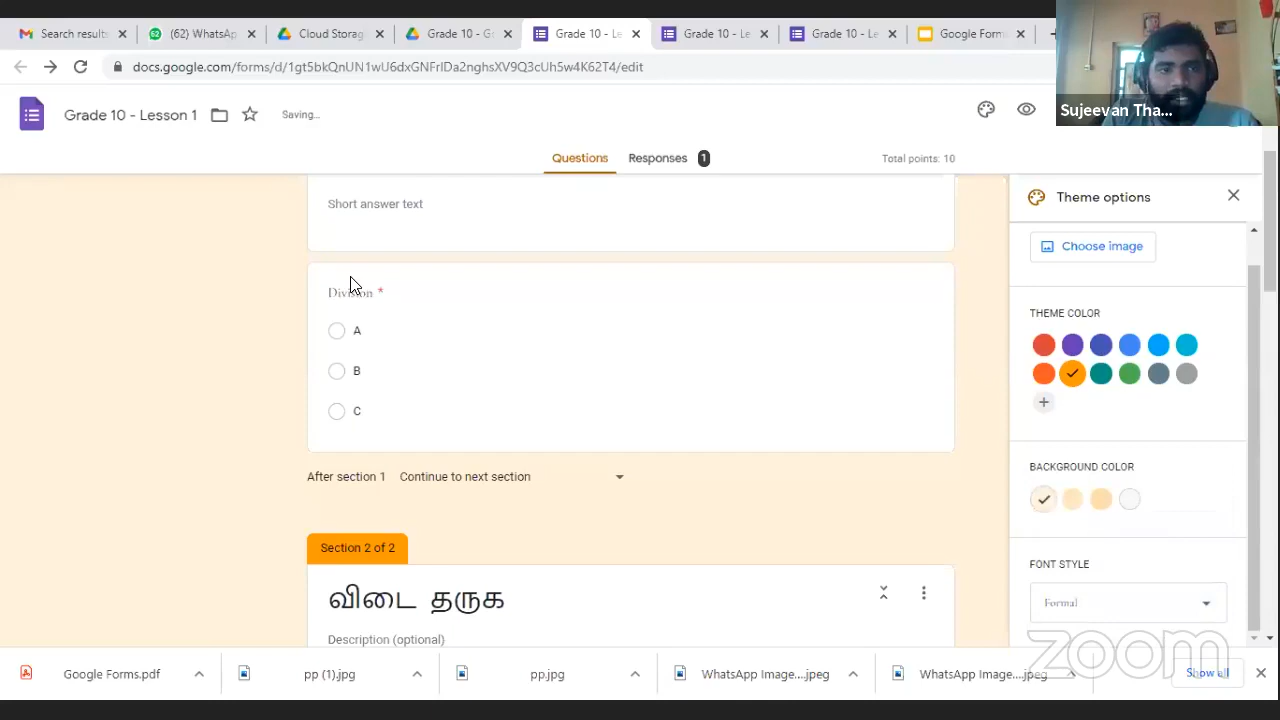 Search results
(62) WhatsA
Cloud Storag
Grade 10 - G
Grade 10 - Le
Grade 10 - Le
Grade 10 - Le
Google Form
docs.google.com/forms/d/1gt5bkQnUN1wU6dxGNFrlDa2nghsXV9Q3cUh5w4K62T4/edit
Sujeevan Tha...
Grade 10 - Lesson 1
Saving...
Questions
Responses 1
Total points: 10
Theme options
Short answer text
Choose image
Division *
A
B
C
THEME COLOR
After section 1 Continue to next section
BACKGROUND COLOR
Section 2 of 2
விடை தருக
Description (optional)
FONT STYLE
Formal
zoom
Google Forms.pdf
pp (1).jpg
pp.jpg
WhatsApp Image....jpeg
WhatsApp Image....jpeg
Show all